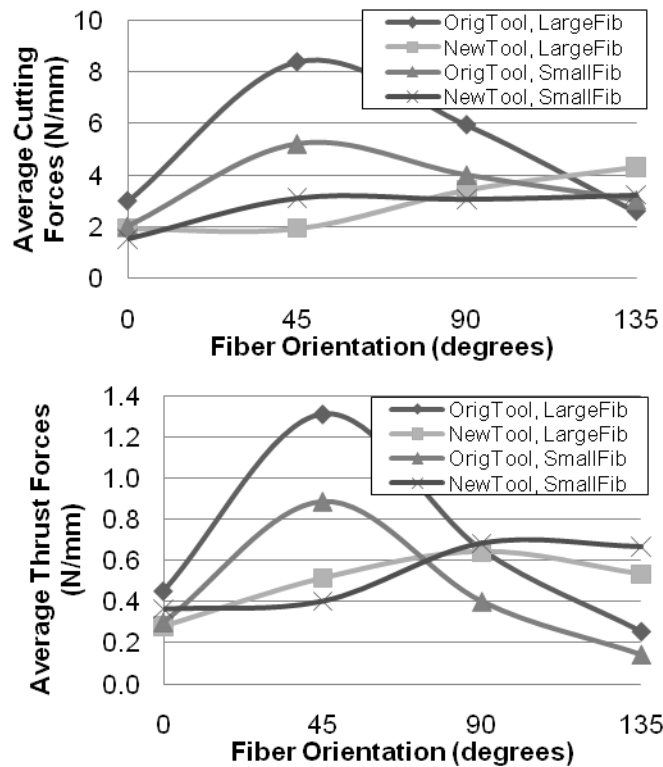 10
8
6
4
2
0
Average Cutting
Forces (N/mm)
OrigTool, LargeFib
NewTool, LargeFib
OrigTool, SmallFib
NewTool, SmallFib
0 45 90 135
Fiber Orientation (degrees)
1.4
1.2
1.0
0.8
0.6
0.4
0.2
0.0
Average Thrust Forces
(N/mm)
OrigTool, LargeFib
NewTool, LargeFib
OrigTool, SmallFib
NewTool, SmallFib
0 45 90 135
Fiber Orientation (degrees)